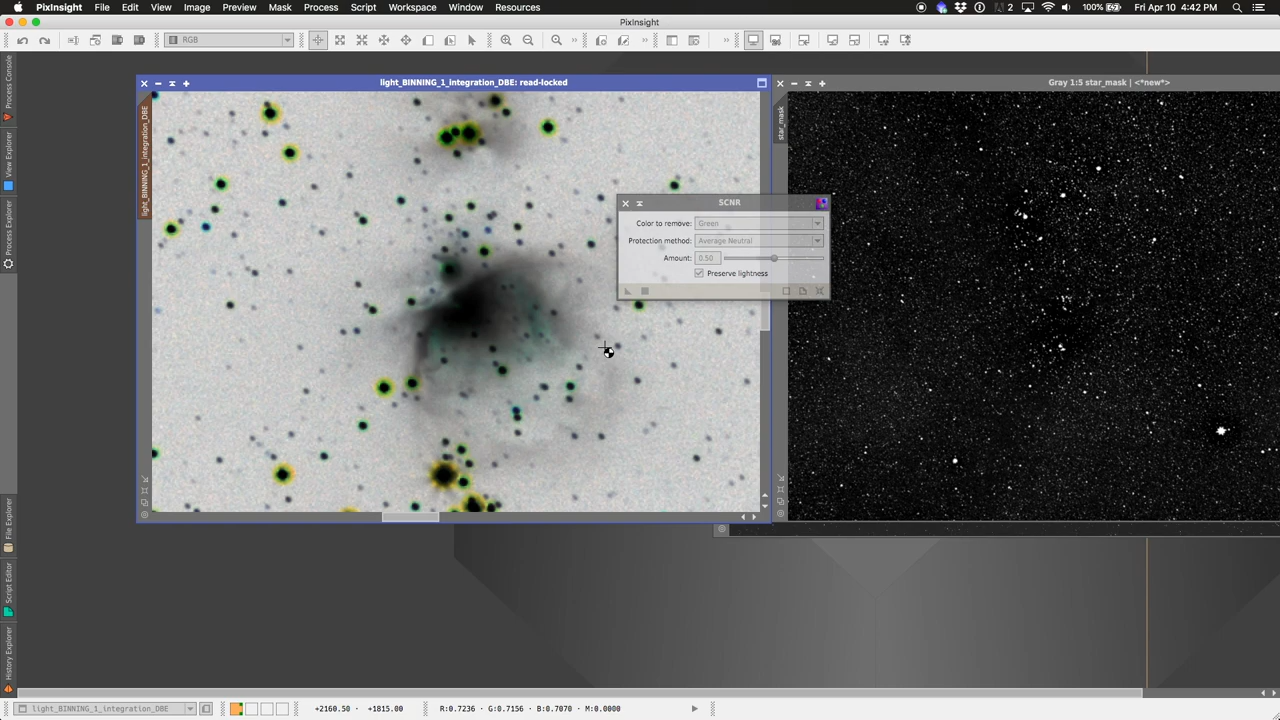 PixInsight File Edit View Image Preview Mask Process Script Workspace Window Resources 2 100% Fri Apr 10 4:42 PM
PixInsight
RGB
Process Console
View Explorer
Process Explorer
File Explorer
Script Editor
History Explorer
light_BINNING_1_integration_DBE: read-locked
light_BINNING_1_integration_DBE
Gray 1:5 star_mask | <*new*>
star_mask
SCNR
Color to remove: Green
Protection method: Average Neutral
Amount: 0.50
Preserve lightness
light_BINNING_1_integration_DBE +2160.50 · +1815.00 · R:0.7236 · G:0.7156 · B:0.7070 · M:0.0000